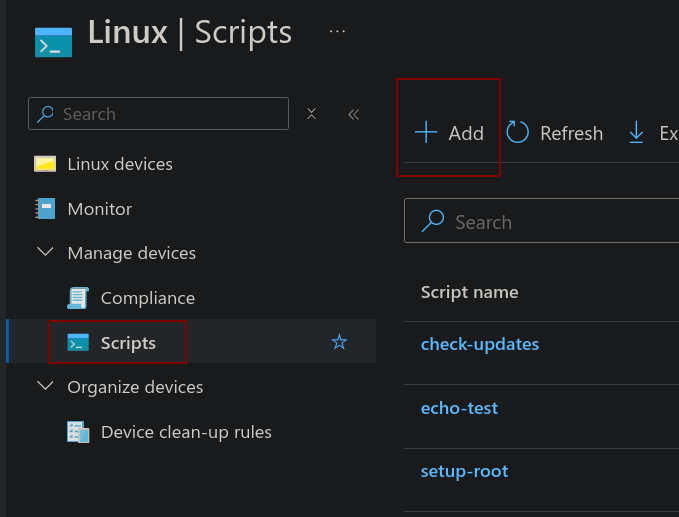 Linux | Scripts ...
Search
Linux devices
Monitor
Manage devices
Compliance
Scripts
Organize devices
Device clean-up rules
Add Refresh Ex
Search
Script name
check-updates
echo-test
setup-root